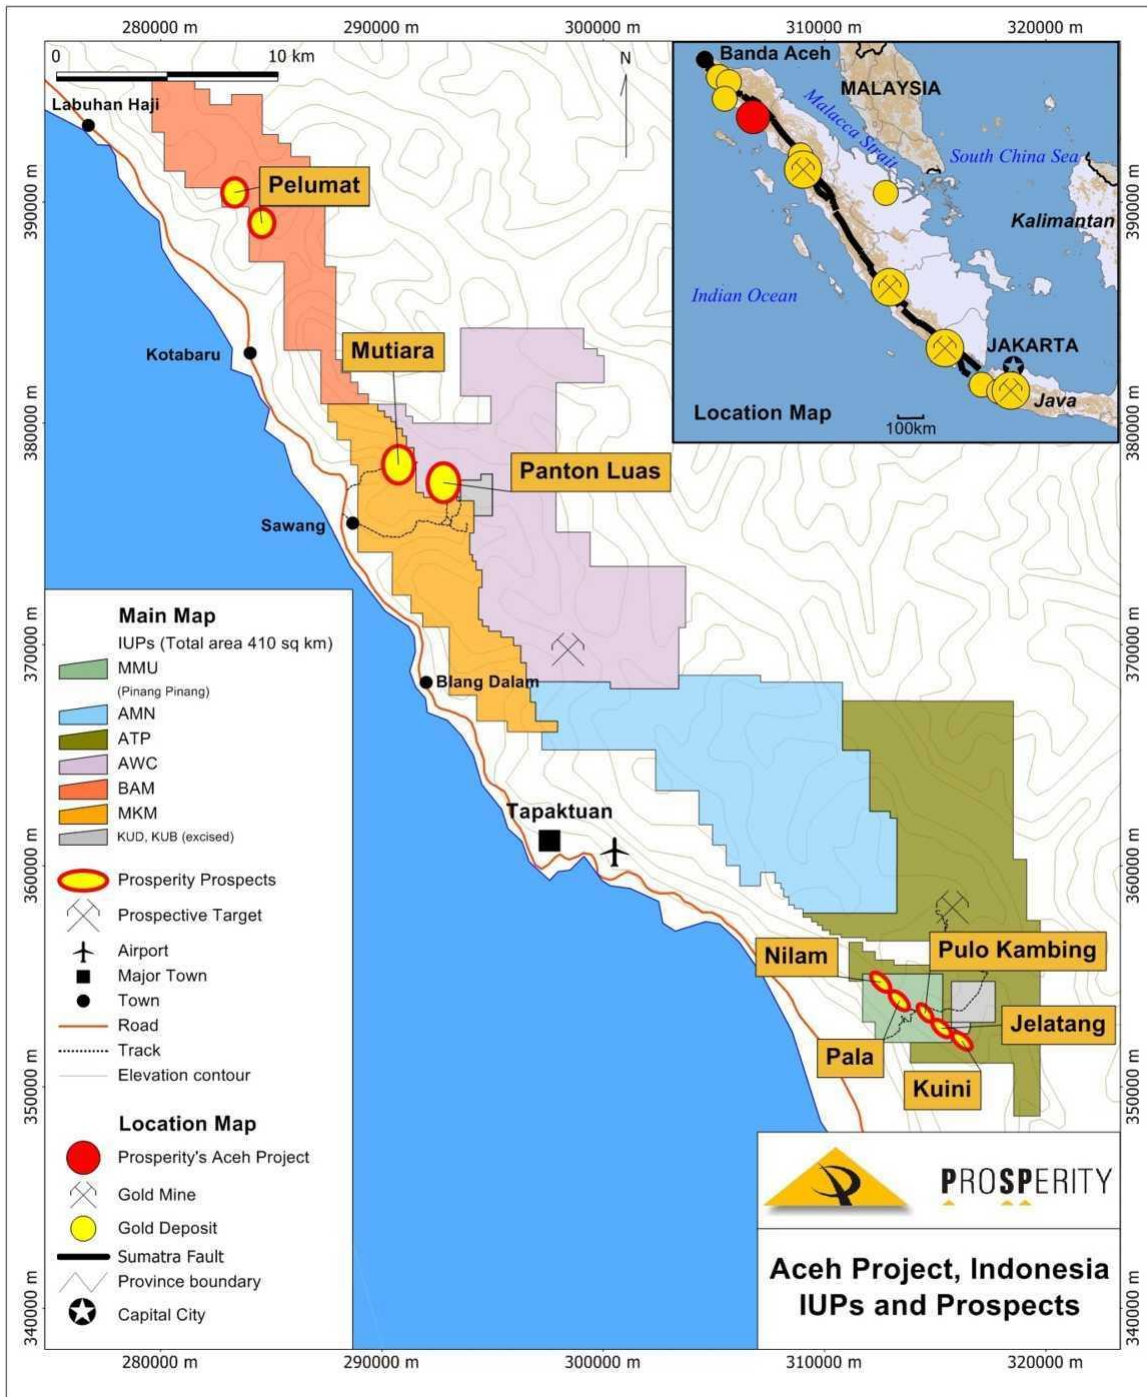 280000 m
290000 m
300000 m
310000 m
320000 m
0
10 km
N
Labuhan Haji
Pelumat
Kotabaru
Mutiara
Panton Luas
Sawang
Blang Dalam
Tapaktuan
Nilam
Pulo Kambing
Jelatang
Pala
Kuini
390000 m
380000 m
370000 m
360000 m
350000 m
340000 m
Banda Aceh
MALAYSIA
Malacca Strait
South China Sea
Kalimantan
Indian Ocean
JAKARTA
Java
Location Map
100km
390000 m
380000 m
370000 m
360000 m
350000 m
340000 m
Main Map
IUPs (Total area 410 sq km)
MMU
(Pinang Pinang)
AMN
ATP
AWC
BAM
MKM
KUD, KUB (excised)
Prosperity Prospects
Prospective Target
Airport
Major Town
Town
Road
Track
Elevation contour
Location Map
Prosperity's Aceh Project
Gold Mine
Gold Deposit
Sumatra Fault
Province boundary
Capital City
PROSPERITY
Aceh Project, Indonesia
IUPs and Prospects
280000 m
290000 m
300000 m
310000 m
320000 m